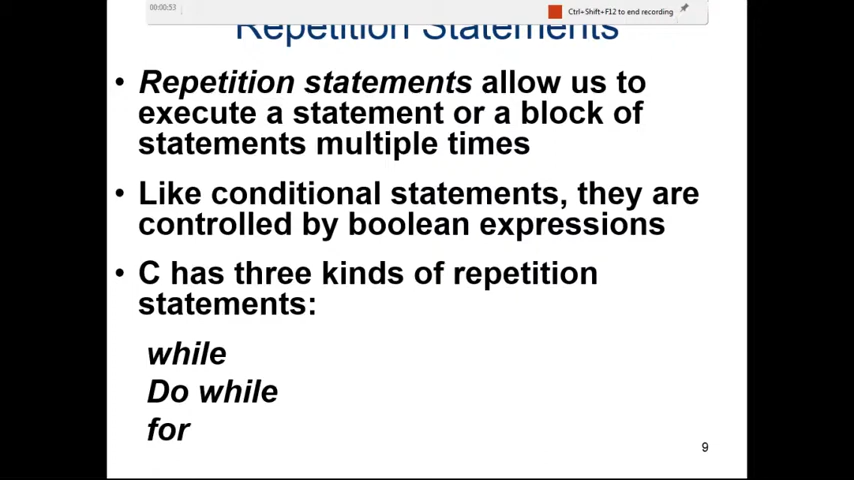 00:00:53
Ctrl+Shift+F12 to end recording
Repetition Statements
• Repetition statements allow us to
execute a statement or a block of
statements multiple times
• Like conditional statements, they are
controlled by boolean expressions
• C has three kinds of repetition
statements:
while
Do while
for
9